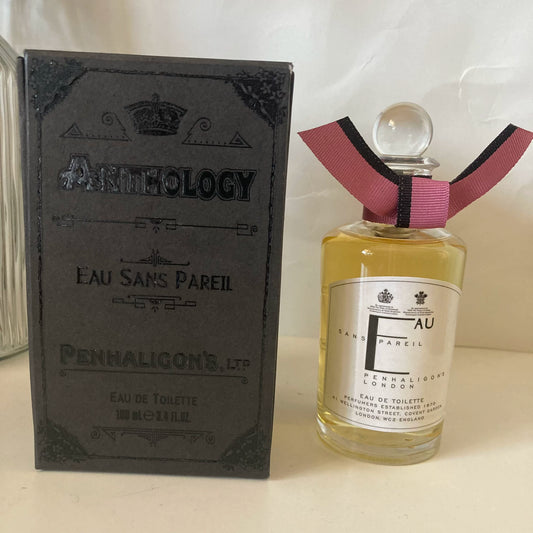 ANTHOLOGY
EAU SANS PAREIL
PENHALIGON'S, LTD
EAU DE TOILETTE
100 mL ℮ 3.4 fl.oz.
EAU
SANS PAREIL
PENHALIGON'S
LONDON
EAU DE TOILETTE
PERFUMERS ESTABLISHED 1870
41 WELLINGTON STREET, COVENT GARDEN
LONDON, WC2 ENGLAND